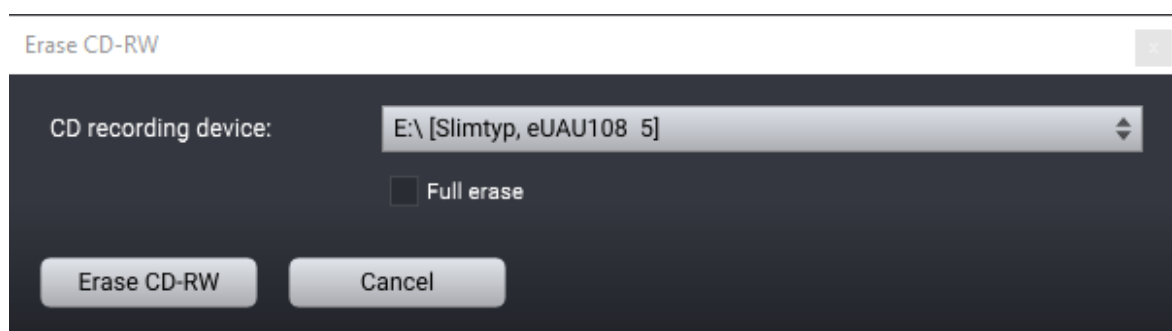 Erase CD-RW
x
CD recording device:
E:\ [Slimtyp, eUAU108  5]
Full erase
Erase CD-RW
Cancel